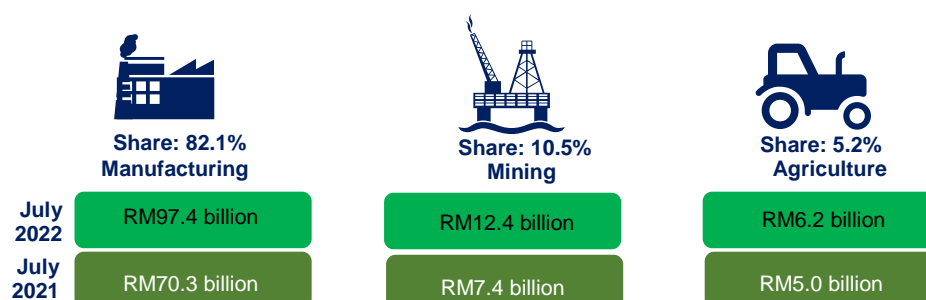 Share: 82.1%
Manufacturing
Share: 10.5%
Mining
Share: 5.2%
Agriculture
July
2022
RM97.4 billion
RM12.4 billion
RM6.2 billion
July
2021
RM70.3 billion
RM7.4 billion
RM5.0 billion